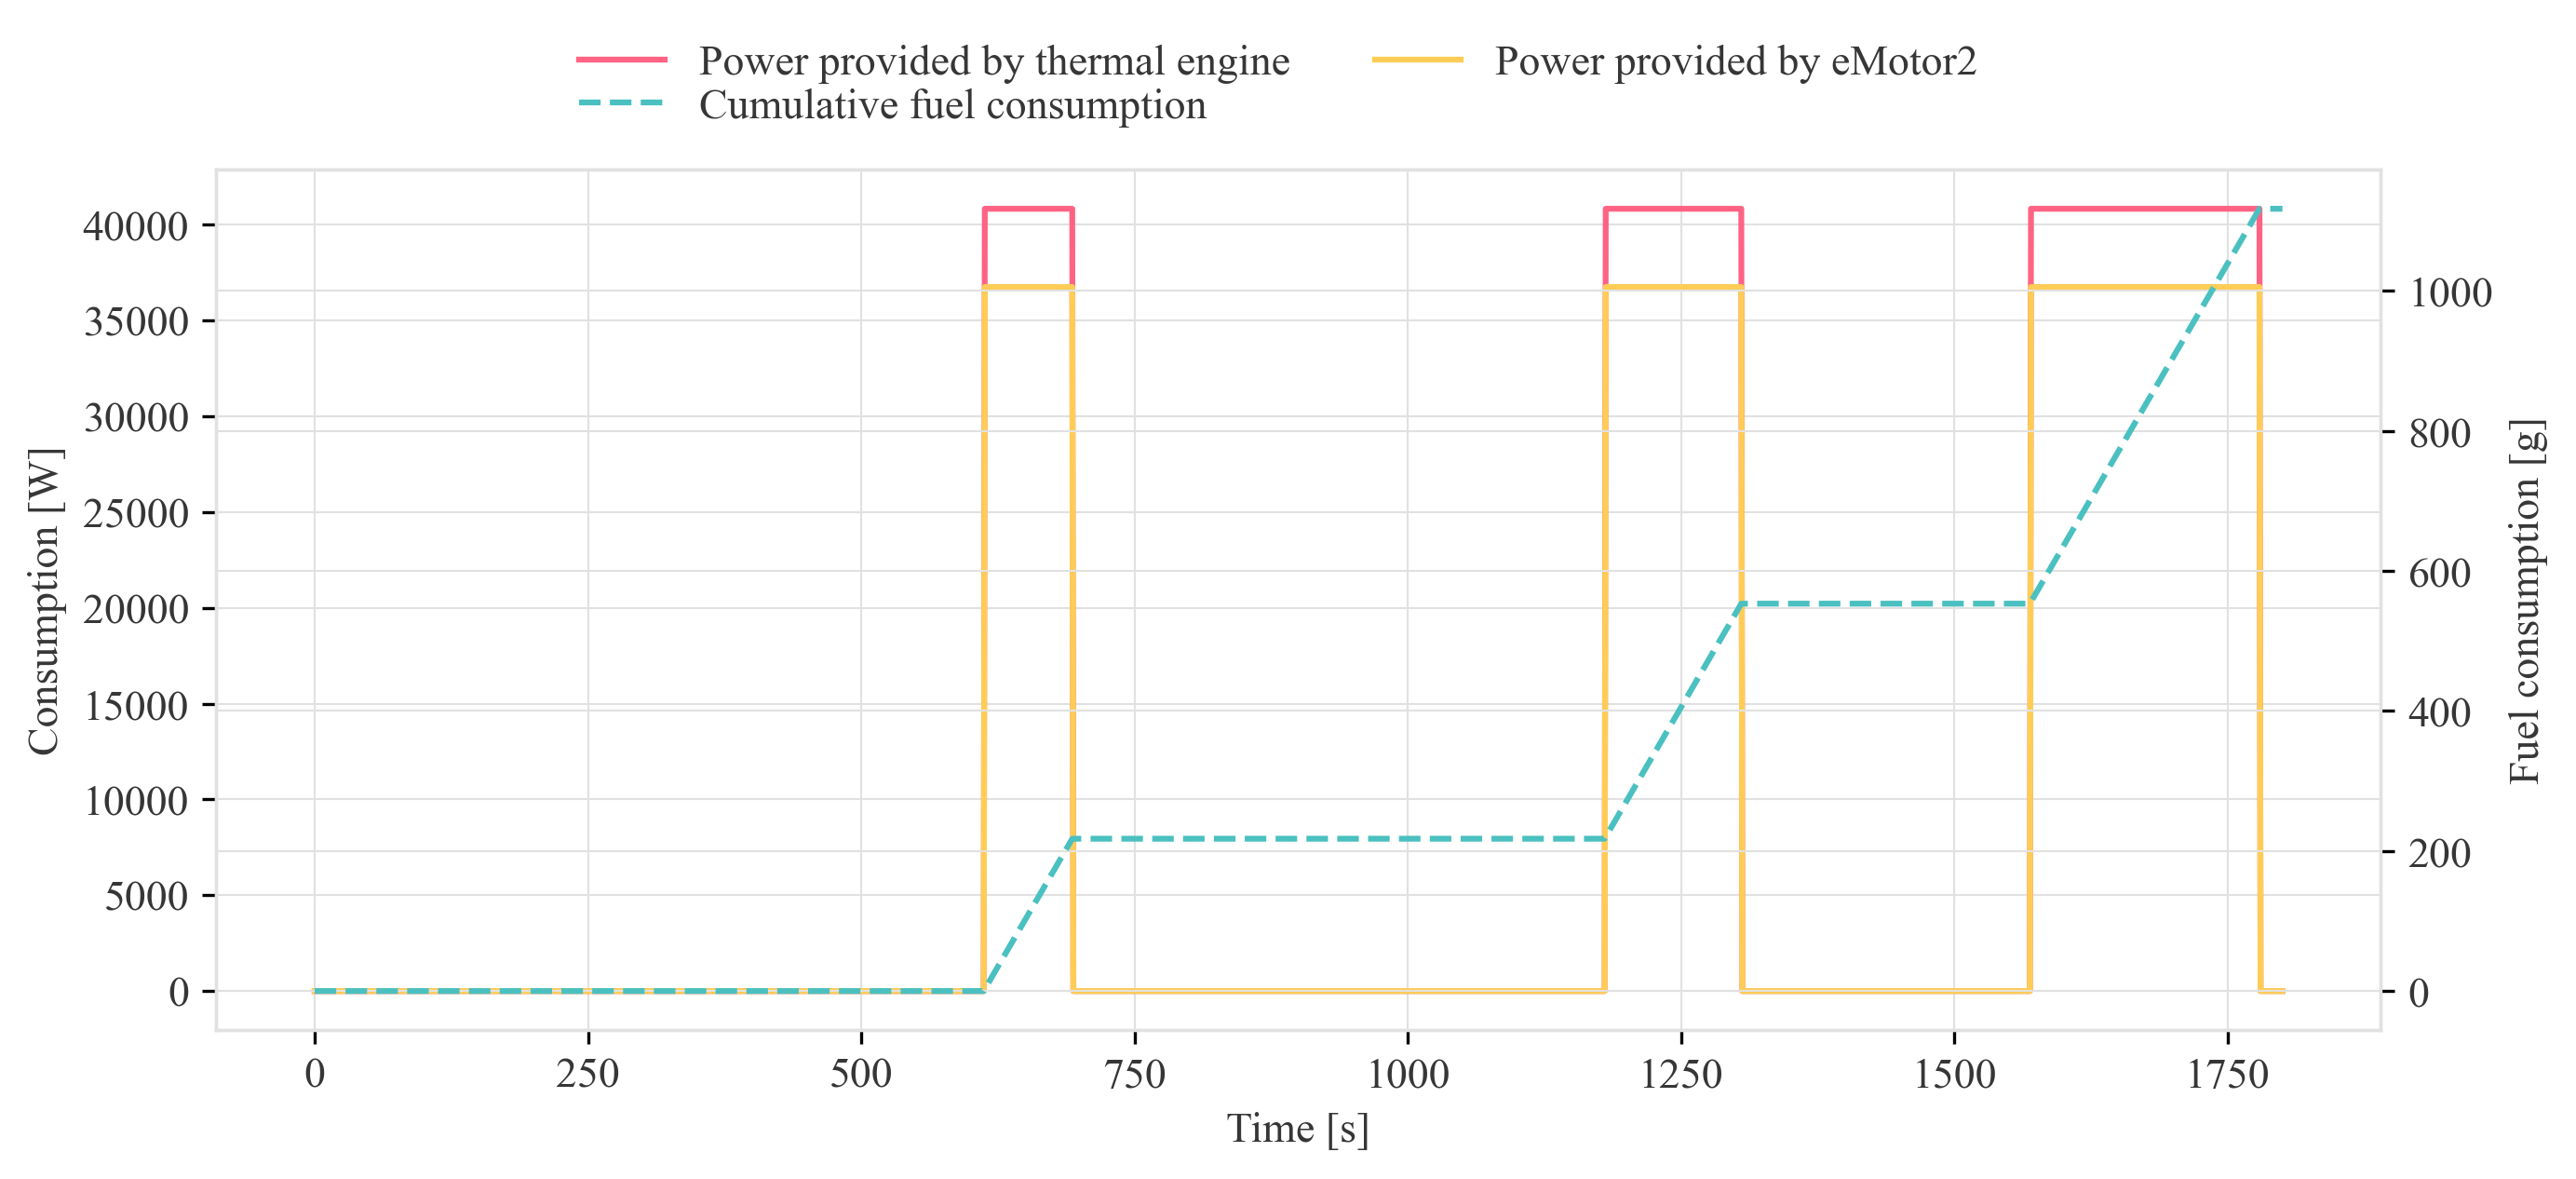 Power provided by thermal engine
Power provided by eMotor2
Cumulative fuel consumption
40000
35000
30000
25000
20000
15000
10000
5000
0
Consumption [W]
1000
800
600
400
200
0
Fuel consumption [g]
0 250 500 750 1000 1250 1500 1750
Time [s]